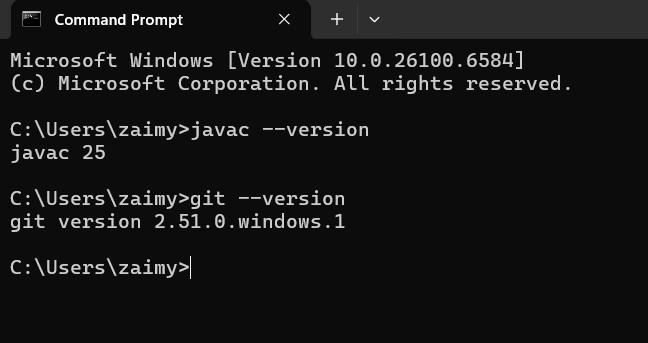 Command Prompt
Microsoft Windows [Version 10.0.26100.6584]
(c) Microsoft Corporation. All rights reserved.
C:\Users\zaimy>javac --version
javac 25
C:\Users\zaimy>git --version
git version 2.51.0.windows.1
C:\Users\zaimy>